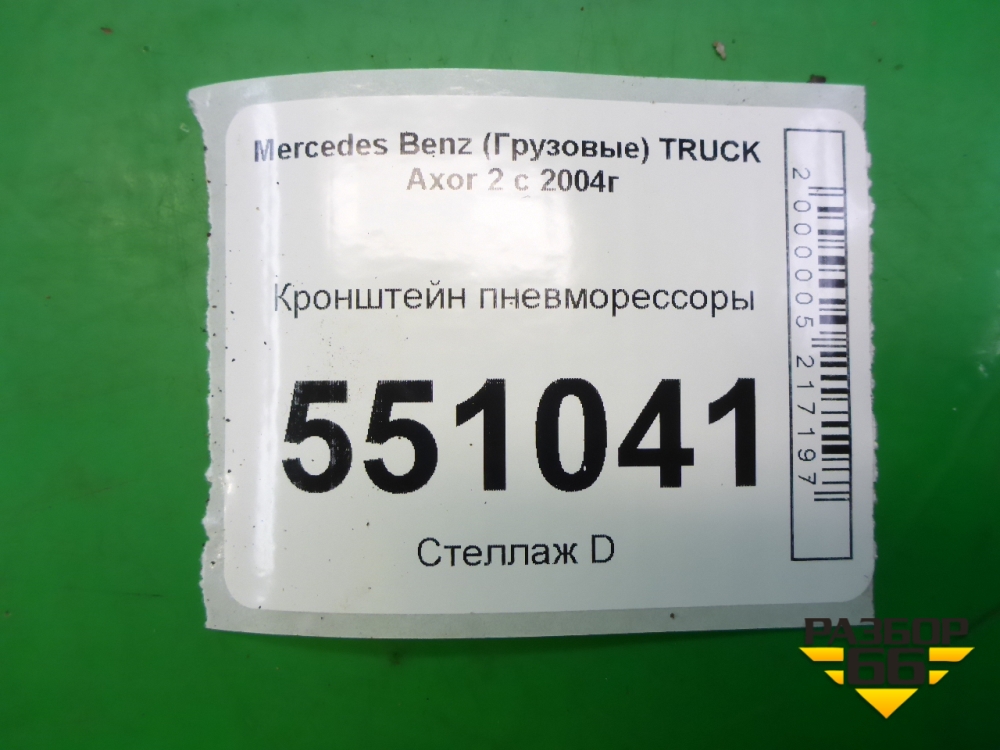 Mercedes Benz (Грузовые) TRUCK
Axor 2 с 2004г
Кронштейн пневморессоры
551041
Стеллаж D
2000005217197
РАЗБОР
66